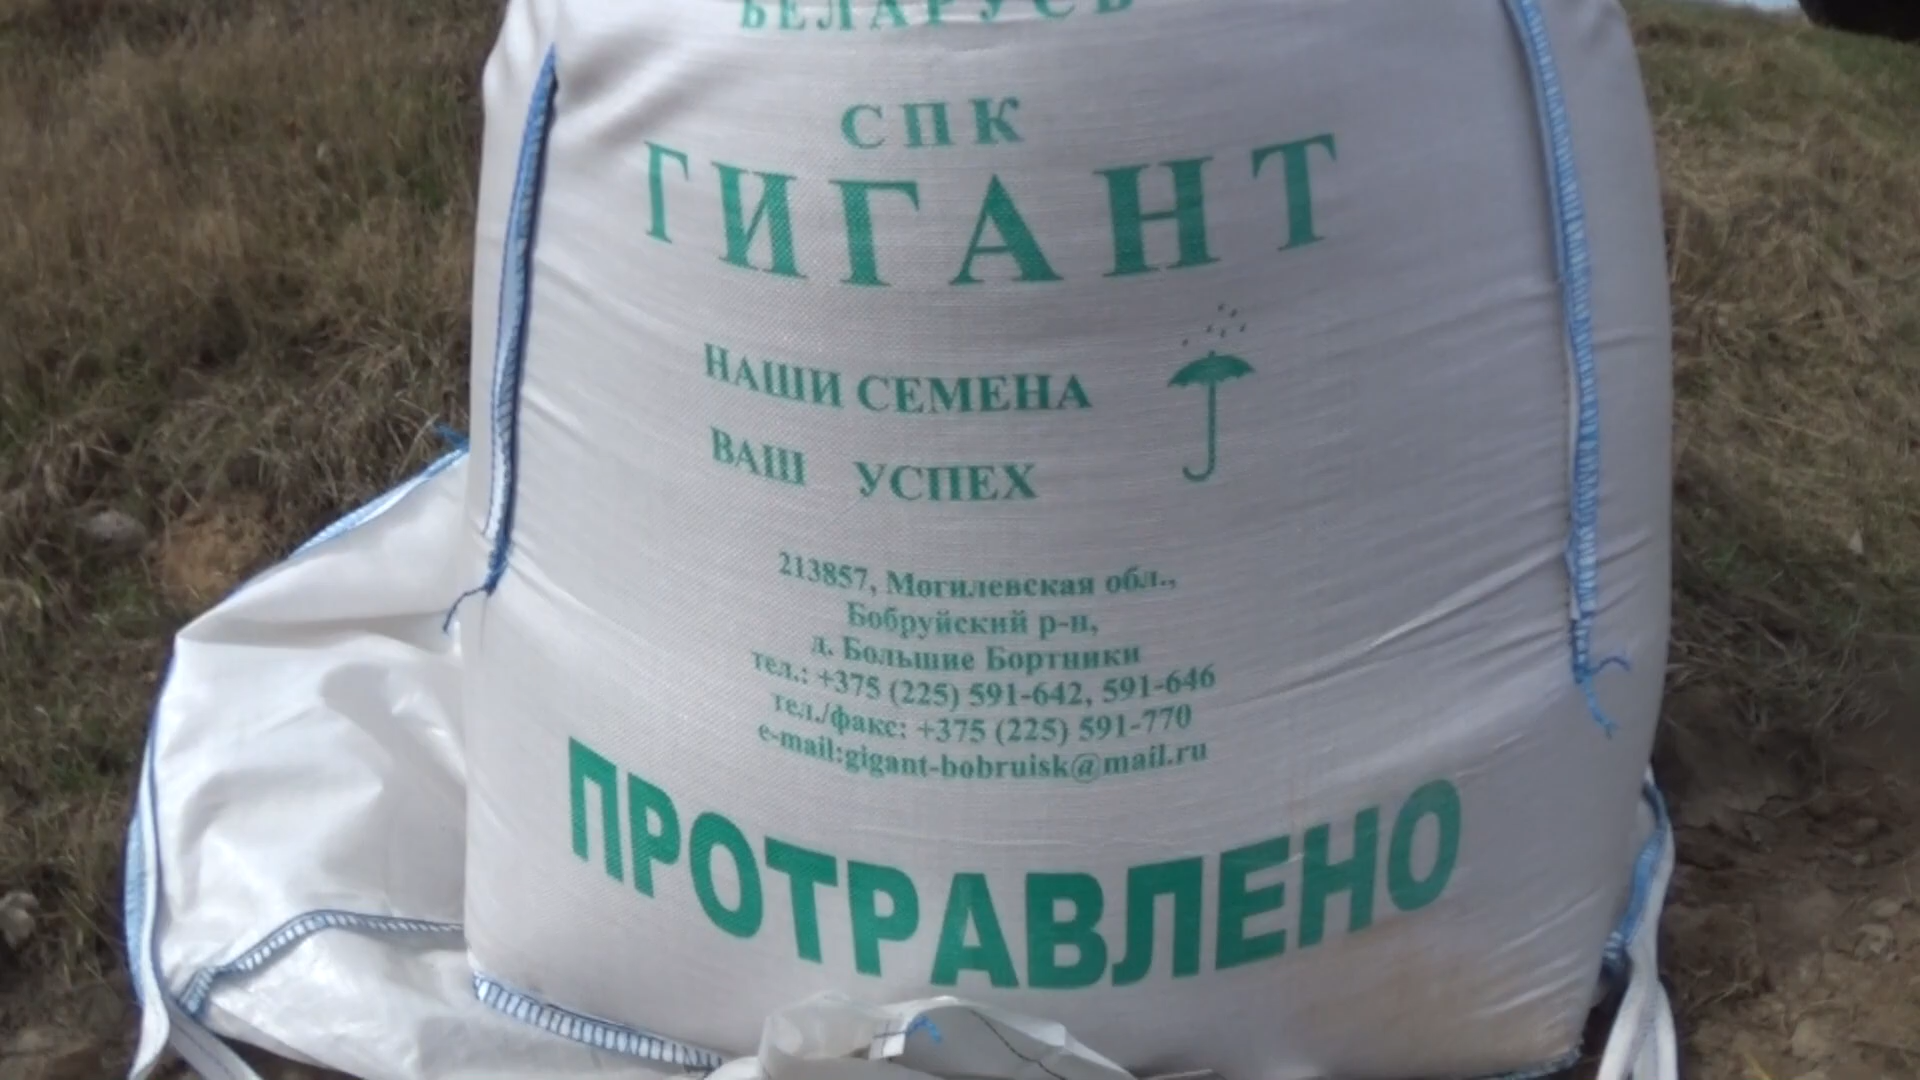 БЕЛАРУСЬ
СПК
ГИГАНТ
НАШИ СЕМЕНА
ВАШ УСПЕХ
213857, Могилевская обл.,
Бобруйский р-н,
д. Большие Бортники
тел.: +375 (225) 591-642, 591-646
тел./факс: +375 (225) 591-770
e-mail:gigant-bobruisk@mail.ru
ПРОТРАВЛЕНО